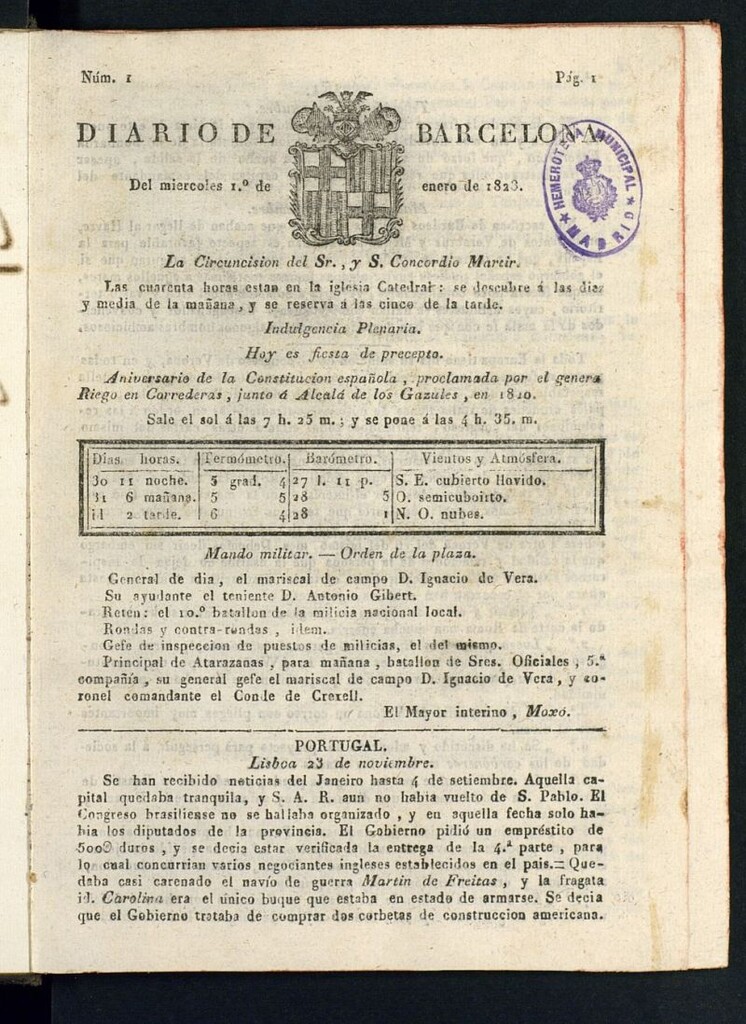 Núm. 1 Pág. 1
DIARIO DE BARCELONA
Del miercoles 1.º de enero de 1823.
HEMEROTECA MUNICIPAL
★ MADRID ★
La Circuncision del Sr., y S. Concordio Martir.
Las cuarenta horas estan en la iglesia Catedral: se descubre á las diez
y media de la mañana, y se reserva á las cinco de la tarde.
Indulgencia Plenaria.
Hoy es fiesta de precepto.
Aniversario de la Constitucion española, proclamada por el genera
Riego en Correderas, junto á Alcalá de los Gazules, en 1820.
Sale el sol á las 7 h. 25 m.; y se pone á las 4 h. 35. m.
Dias. horas. Termómetro. Barómetro. Vientos y Atmósfera.
30 11 noche. 5 grad. 4 27 l. 11 p. S. E. cubierto llovido.
31 6 mañana. 5 5 28 5 O. semicubierto.
id. 2 tarde. 6 4 28 1 N. O. nubes.
Mando militar. — Orden de la plaza.
General de dia, el mariscal de campo D. Ignacio de Vera.
Su ayudante el teniente D. Antonio Gibert.
Reten: el 10.º batallon de la milicia nacional local.
Rondas y contra-rondas, idem.
Gefe de inspeccion de puestos de milicias, el del mismo.
Principal de Atarazanas, para mañana, batallon de Sres. Oficiales, 5.ª
compañía, su general gefe el mariscal de campo D. Ignacio de Vera, y co-
ronel comandante el Conde de Crexell.
El Mayor interino, Moxó.
PORTUGAL.
Lisboa 23 de noviembre.
Se han recibido noticias del Janeiro hasta 4 de setiembre. Aquella ca-
pital quedaba tranquila, y S. A. R. aun no habia vuelto de S. Pablo. El
Congreso brasiliense no se hallaba organizado, y en aquella fecha solo ha-
bia los diputados de la provincia. El Gobierno pidió un empréstito de
500@ duros, y se decia estar verificada la entrega de la 4.ª parte, para
lo cual concurrian varios negociantes ingleses establecidos en el pais.= Que-
daba casi carenado el navío de guerra Martin de Freitas, y la fragata
id. Carolina era el único buque que estaba en estado de armarse. Se decia
que el Gobierno trataba de comprar dos corbetas de construccion americana.